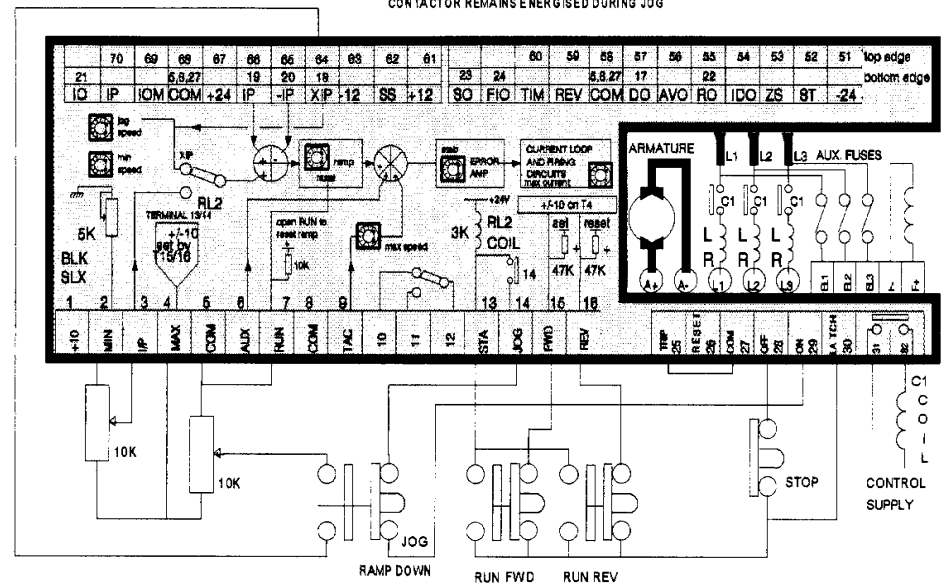 CONTACTOR REMAINS ENERGISED DURING JOG
70 69 68 67 66 65 64 63 62 61 60 59 58 57 56 55 54 53 52 51 top edge
21 6,8,27 19 20 18 23 24 6,8,27 17 22 bottom edge
IO IP IOM COM +24 IP -IP XIP -12 SS +12 SO FIO TIM REV COM DO AVO RO IDO ZS ST -24
jog speed
min speed
XIP
RL2
ramp
stab
ERROR AMP
CURRENT LOOP
AND FIRING
CIRCUITS
max current
ARMATURE
L1 L2 L3 AUX. FUSES
C1 C1 C1
5K
BLK
SLX
TERMINAL 13/14
+/-10
set by
T15/16
open RUN to
reset ramp
10K
max speed
+24V
3K
RL2
COIL
14
+/-10 on T4
set reset
47K 47K
L L L
R R R
A+ A- L1 L2 L3 EL1 EL2 EL3 F- F+
1 2 3 4 5 6 7 8 9 10 11 12 13 14 15 16
+10 MIN I/P MAX COM AUX RUN COM TAC STA JOG FWD REV
TRIP 25 RESET 26 COM 27 OFF 28 ON 29 LATCH 30 31 32
10K
10K
C1
COIL
STOP
CONTROL
SUPPLY
JOG
RAMP DOWN
RUN FWD
RUN REV